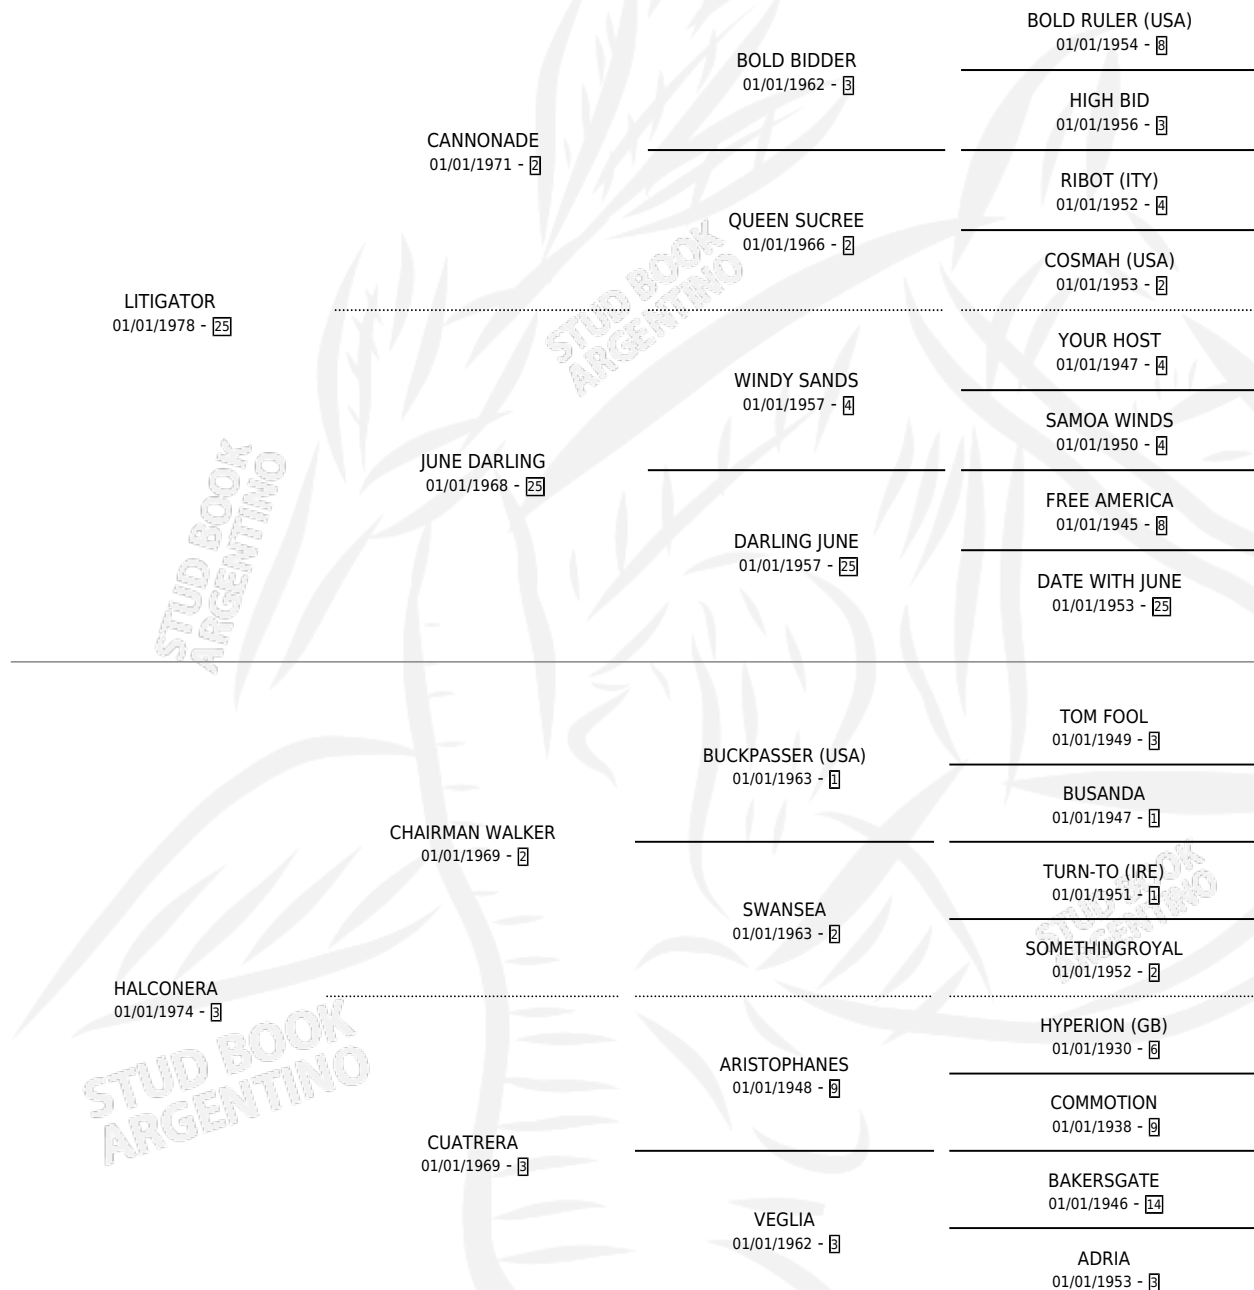 BOLD RULER (USA)
01/01/1954 - 8
BOLD BIDDER
01/01/1962 - 3
HIGH BID
01/01/1956 - 3
CANNONADE
01/01/1971 - 2
RIBOT (ITY)
01/01/1952 - 4
QUEEN SUCREE
01/01/1966 - 2
COSMAH (USA)
01/01/1953 - 2
STUD BOOK
ARGENTINO
LITIGATOR
01/01/1978 - 25
YOUR HOST
01/01/1947 - 4
WINDY SANDS
01/01/1957 - 4
SAMOA WINDS
01/01/1950 - 4
JUNE DARLING
01/01/1968 - 25
FREE AMERICA
01/01/1945 - 8
STUD BOOK
ARGENTINO
DARLING JUNE
01/01/1957 - 25
DATE WITH JUNE
01/01/1953 - 25
TOM FOOL
01/01/1949 - 3
BUCKPASSER (USA)
01/01/1963 - 1
BUSANDA
01/01/1947 - 1
CHAIRMAN WALKER
01/01/1969 - 2
TURN-TO (IRE)
01/01/1951 - 1
STUD BOOK
ARGENTINO
SWANSEA
01/01/1963 - 2
SOMETHINGROYAL
01/01/1952 - 2
HALCONERA
01/01/1974 - 3
HYPERION (GB)
01/01/1930 - 6
STUD BOOK
ARGENTINO
ARISTOPHANES
01/01/1948 - 9
COMMOTION
01/01/1938 - 9
CUATRERA
01/01/1969 - 3
BAKERSGATE
01/01/1946 - 14
VEGLIA
01/01/1962 - 3
ADRIA
01/01/1953 - 3